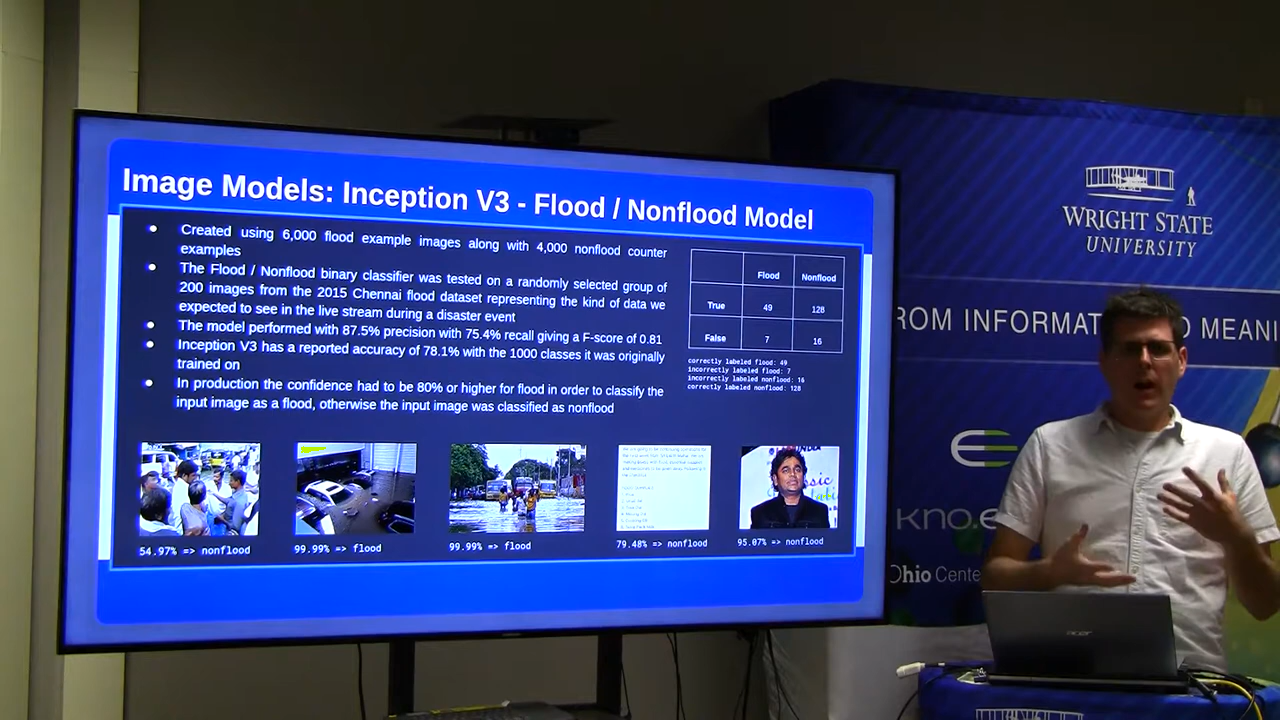 Image Models: Inception V3 - Flood / Nonflood Model
Created using 6,000 flood example images along with 4,000 nonflood counter
examples
The Flood / Nonflood binary classifier was tested on a randomly selected group of
200 images from the 2015 Chennai flood dataset representing the kind of data we
expected to see in the live stream during a disaster event
The model performed with 87.5% precision with 75.4% recall giving a F-score of 0.81
Inception V3 has a reported accuracy of 78.1% with the 1000 classes it was originally
trained on
In production the confidence had to be 80% or higher for flood in order to classify the
input image as a flood, otherwise the input image was classified as nonflood
Flood Nonflood
True 49 128
False 7 16
correctly labeled flood: 49
incorrectly labeled flood: 7
incorrectly labeled nonflood: 16
correctly labeled nonflood: 128
54.97% => nonflood
99.99% => flood
99.99% => flood
79.48% => nonflood
95.07% => nonflood
WRIGHT STATE
UNIVERSITY
ROM INFORMAT O MEANI
kno.e
Ohio Cente
acer
WRIGHT STATE